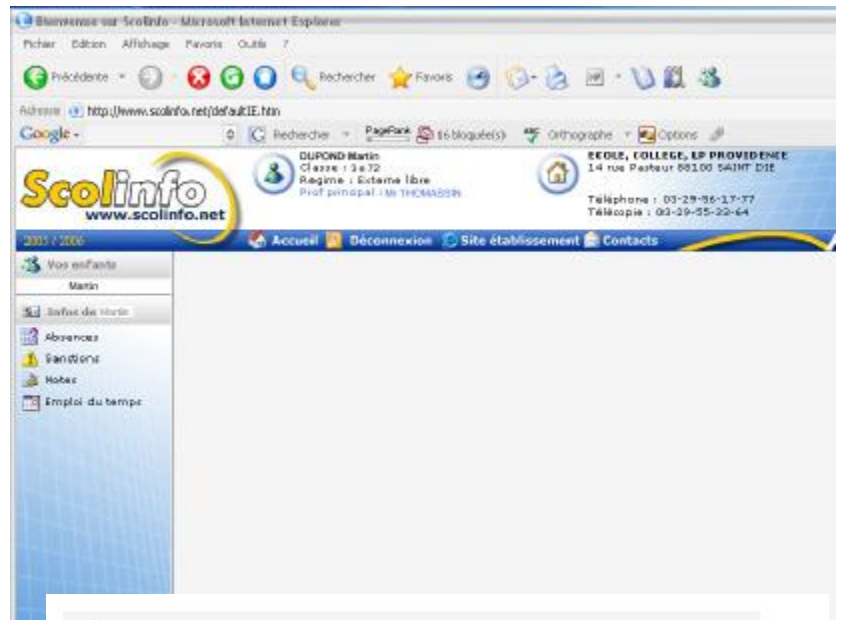 Bienvenue sur Scolinfo - Microsoft Internet Explorer
Fichier Edition Affichage Favoris Outils ?
Précédente Rechercher Favoris
Adresse http://www.scolinfo.net/defaultIE.htm
Google Rechercher PageRank 16 bloquée(s) Orthographe Options
Scolinfo
www.scolinfo.net
DUPOND Martin
Classe : 3a72
Regime : Externe libre
Prof principal : Mr THOMASSIN
ECOLE, COLLEGE, LP PROVIDENCE
14 rue Pasteur 88100 SAINT DIE
Téléphone : 03-29-56-17-77
Télécopie : 03-29-55-22-64
2005 / 2006
Accueil Déconnexion Site établissement Contacts
Vos enfants
Martin
Infos de Martin
Absences
Sanctions
Notes
Emploi du temps